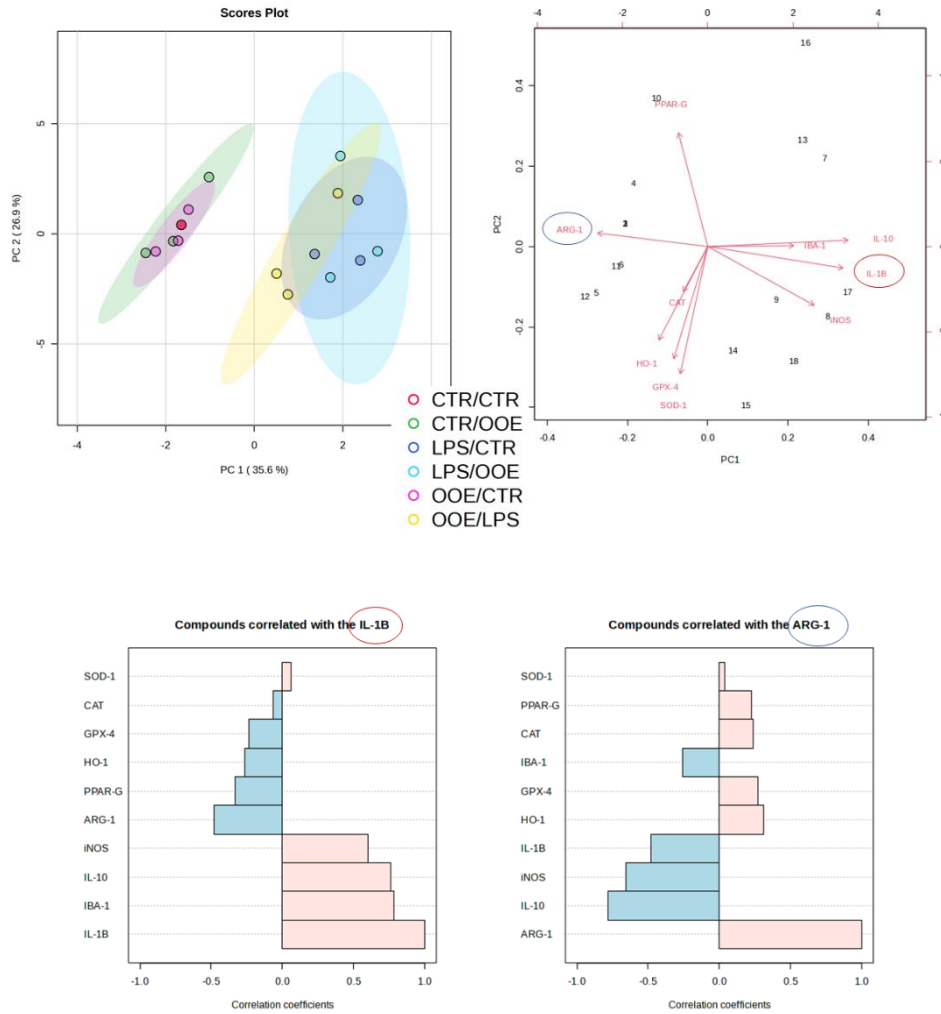 Scores Plot
PC 2 ( 26.9 %)
5
0
-5
-4
-2
0
2
PC 1 ( 35.6 %)
CTR/CTR
CTR/OOE
LPS/CTR
LPS/OOE
OOE/CTR
OOE/LPS
-4
-2
0
2
4
PC2
0.4
0.2
0.0
-0.2
16
10
PPAR-G
13
7
4
ARG-1
IL-10
IBA-1
11
IL-1B
12
5
CAT
9
17
8
iNOS
HO-1
14
18
GPX-4
SOD-1
15
-0.4
-0.2
0.0
0.2
0.4
PC1
Compounds correlated with the IL-1B
SOD-1
CAT
GPX-4
HO-1
PPAR-G
ARG-1
iNOS
IL-10
IBA-1
IL-1B
-1.0
-0.5
0.0
0.5
1.0
Correlation coefficients
Compounds correlated with the ARG-1
SOD-1
PPAR-G
CAT
IBA-1
GPX-4
HO-1
IL-1B
iNOS
IL-10
ARG-1
-1.0
-0.5
0.0
0.5
1.0
Correlation coefficients